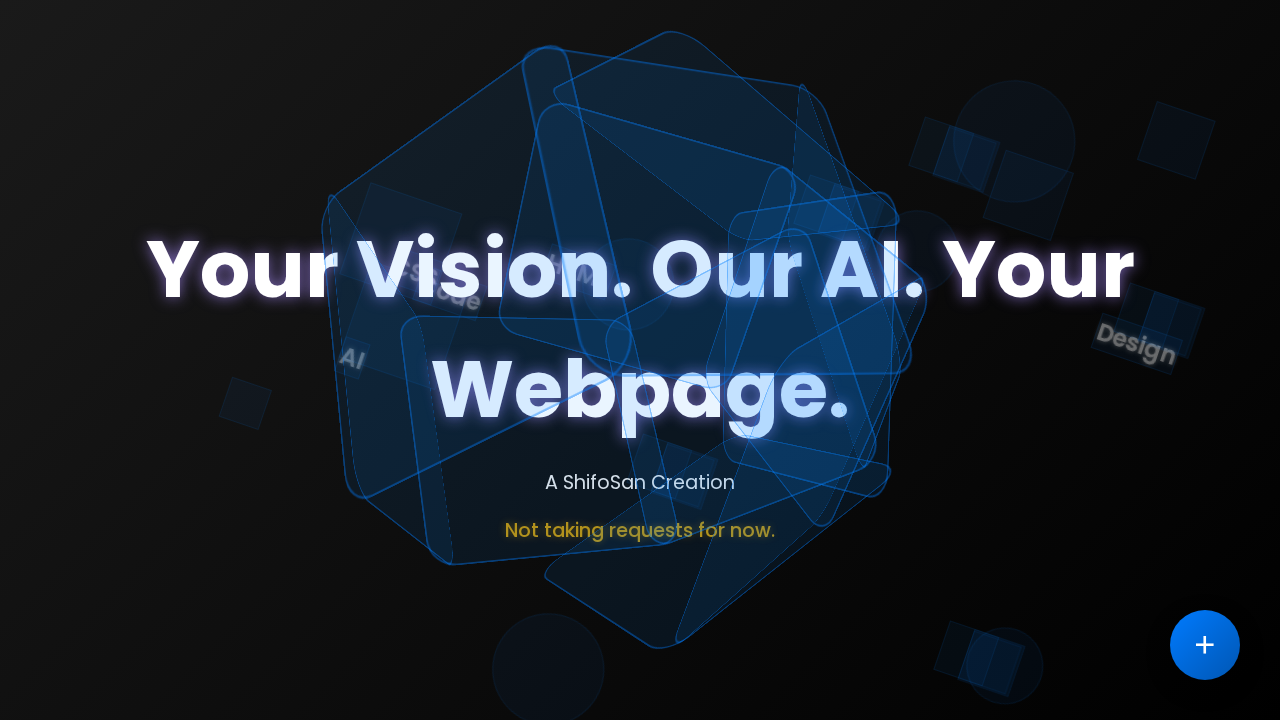 Your Vision. Our AI. Your
Webpage.
AI
Design
A ShifoSan Creation
Not taking requests for now.
+